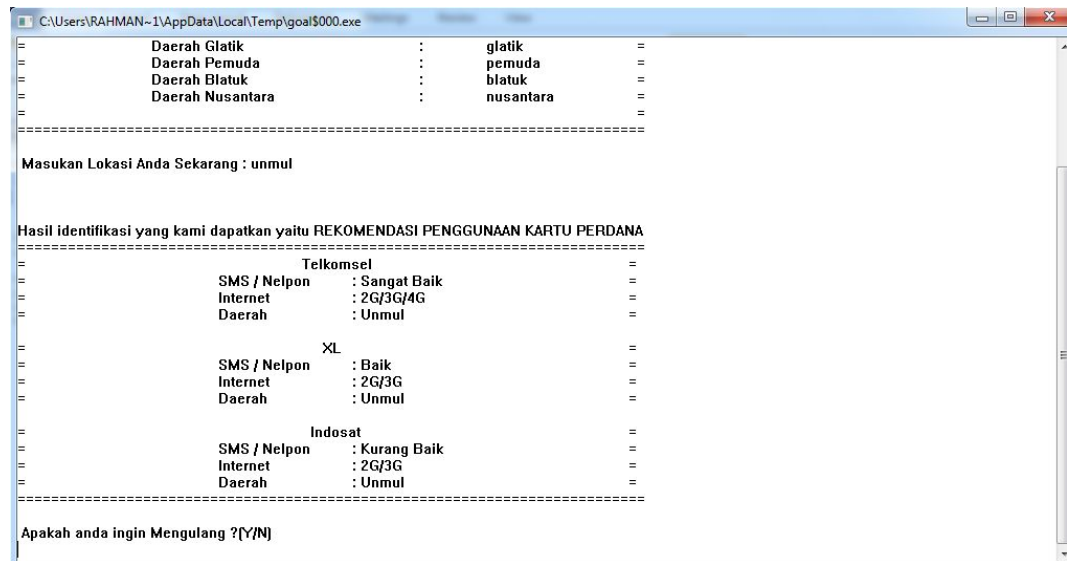 C:\Users\RAHMAN~1\AppData\Local\Temp\goal$000.exe
= Daerah Glatik : glatik =
= Daerah Pemuda : pemuda =
= Daerah Blatuk : blatuk =
= Daerah Nusantara : nusantara =
= =
===========================================================================
Masukan Lokasi Anda Sekarang : unmul
Hasil identifikasi yang kami dapatkan yaitu REKOMENDASI PENGGUNAAN KARTU PERDANA
===========================================================================
= Telkomsel =
= SMS / Nelpon : Sangat Baik =
= Internet : 2G/3G/4G =
= Daerah : Unmul =
= XL =
= SMS / Nelpon : Baik =
= Internet : 2G/3G =
= Daerah : Unmul =
= Indosat =
= SMS / Nelpon : Kurang Baik =
= Internet : 2G/3G =
= Daerah : Unmul =
===========================================================================
Apakah anda ingin Mengulang ?(Y/N)